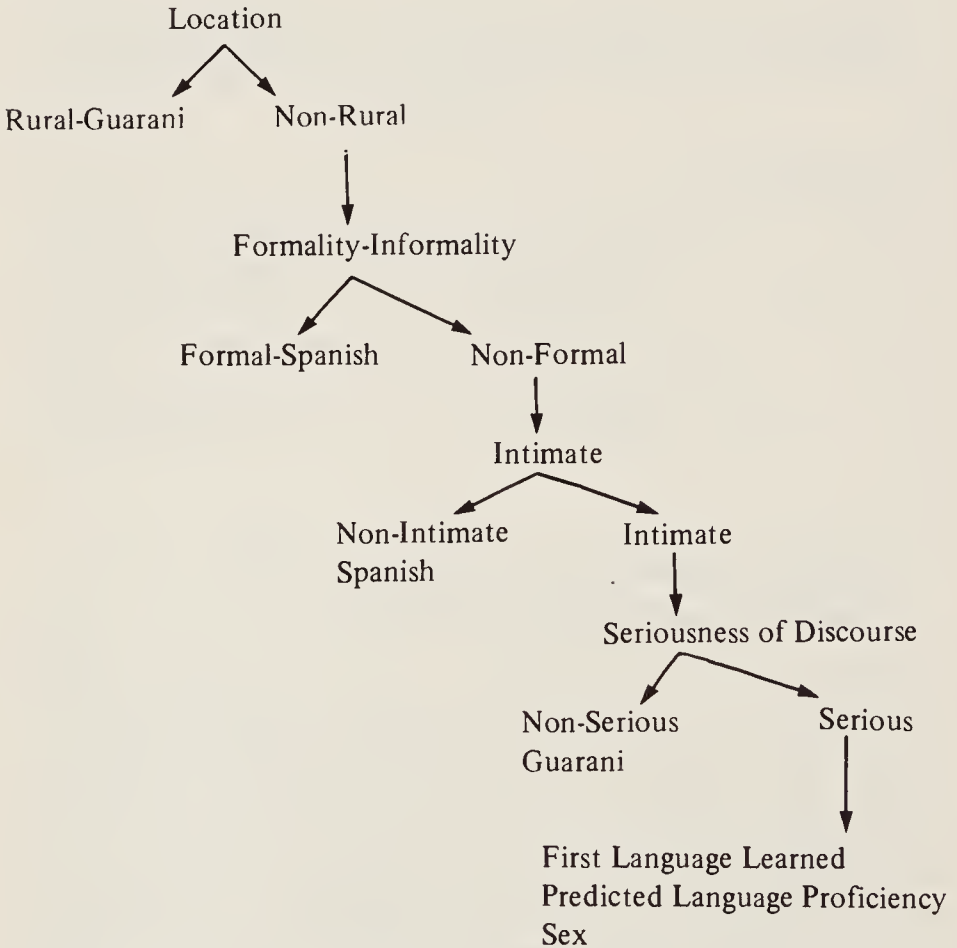 Location
Rural-Guarani Non-Rural
Formality-Informality
Formal-Spanish Non-Formal
Intimate
Non-Intimate Intimate
Spanish
Seriousness of Discourse
Non-Serious Serious
Guarani
First Language Learned
Predicted Language Proficiency
Sex